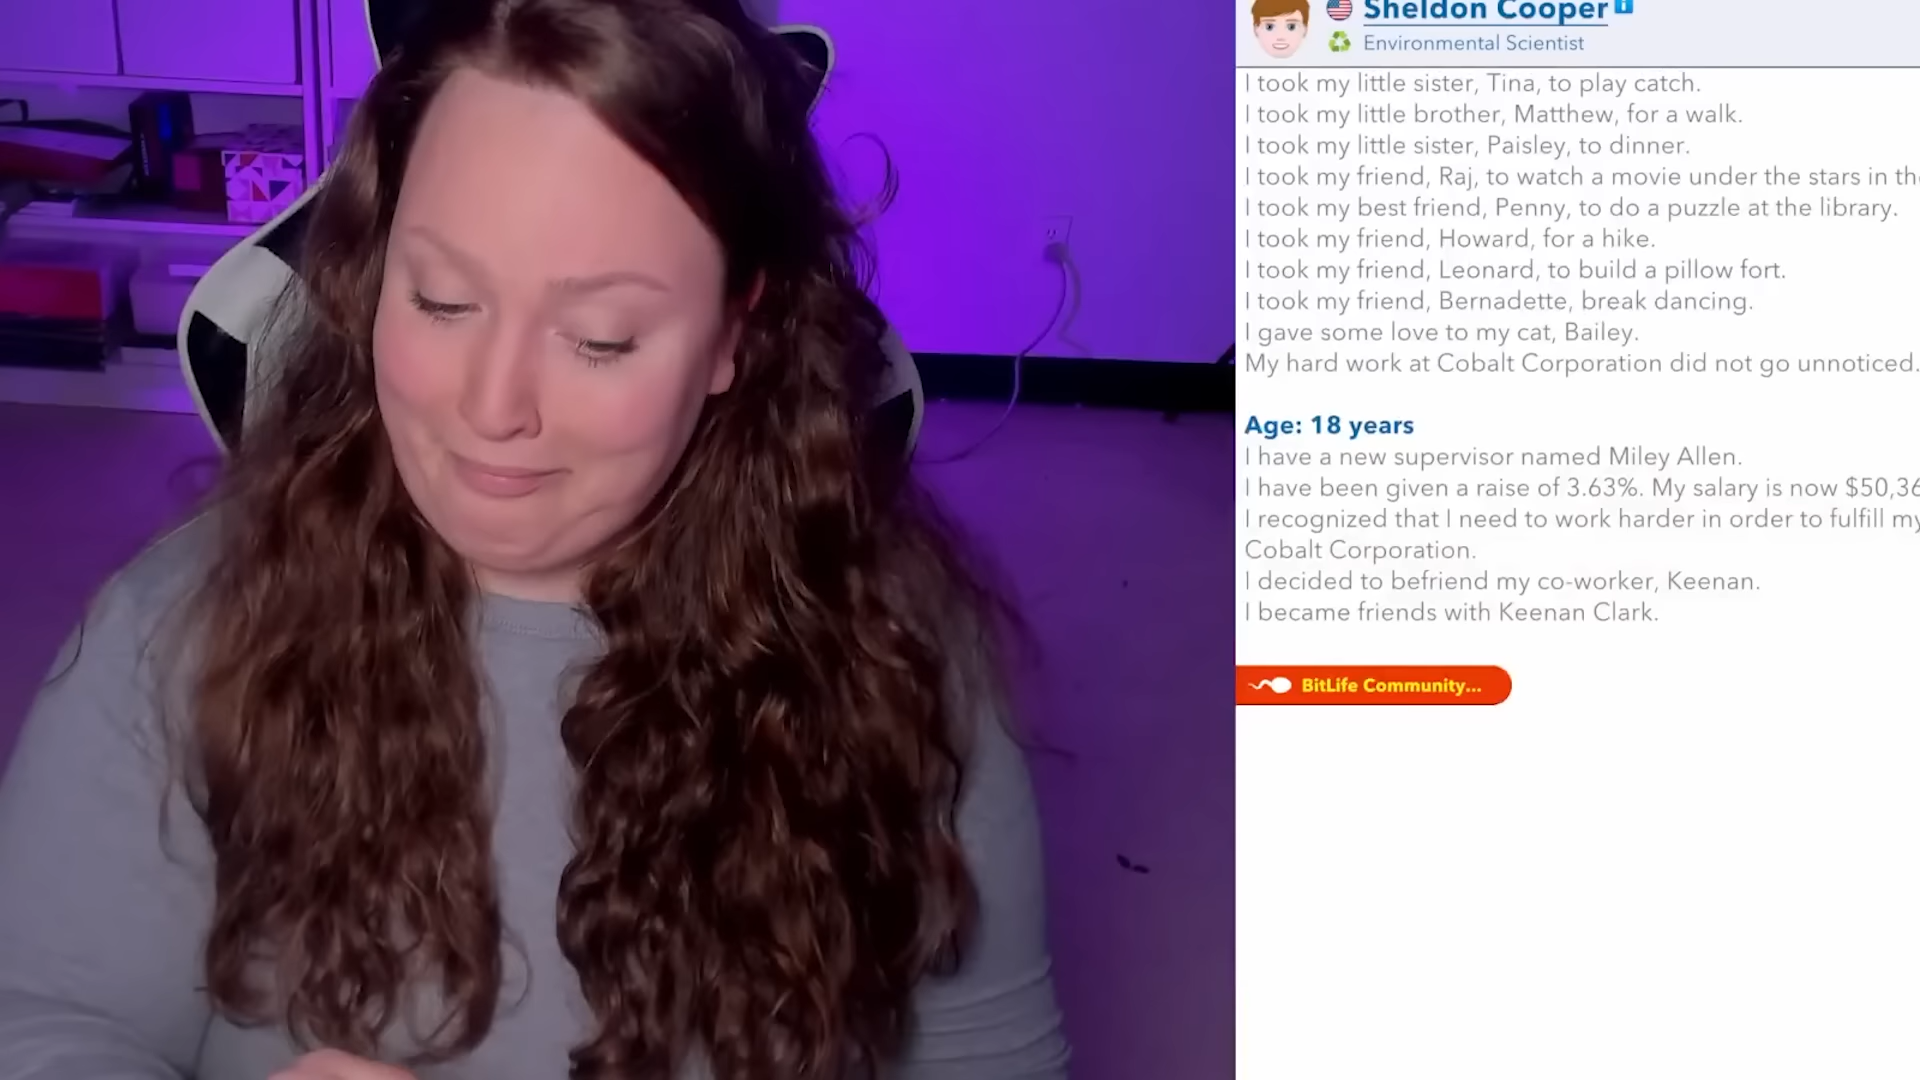 Sheldon Cooper
Environmental Scientist
I took my little sister, Tina, to play catch.
I took my little brother, Matthew, for a walk.
I took my little sister, Paisley, to dinner.
I took my friend, Raj, to watch a movie under the stars in the
I took my best friend, Penny, to do a puzzle at the library.
I took my friend, Howard, for a hike.
I took my friend, Leonard, to build a pillow fort.
I took my friend, Bernadette, break dancing.
I gave some love to my cat, Bailey.
My hard work at Cobalt Corporation did not go unnoticed.
Age: 18 years
I have a new supervisor named Miley Allen.
I have been given a raise of 3.63%. My salary is now $50,36
I recognized that I need to work harder in order to fulfill my
Cobalt Corporation.
I decided to befriend my co-worker, Keenan.
I became friends with Keenan Clark.
BitLife Community...